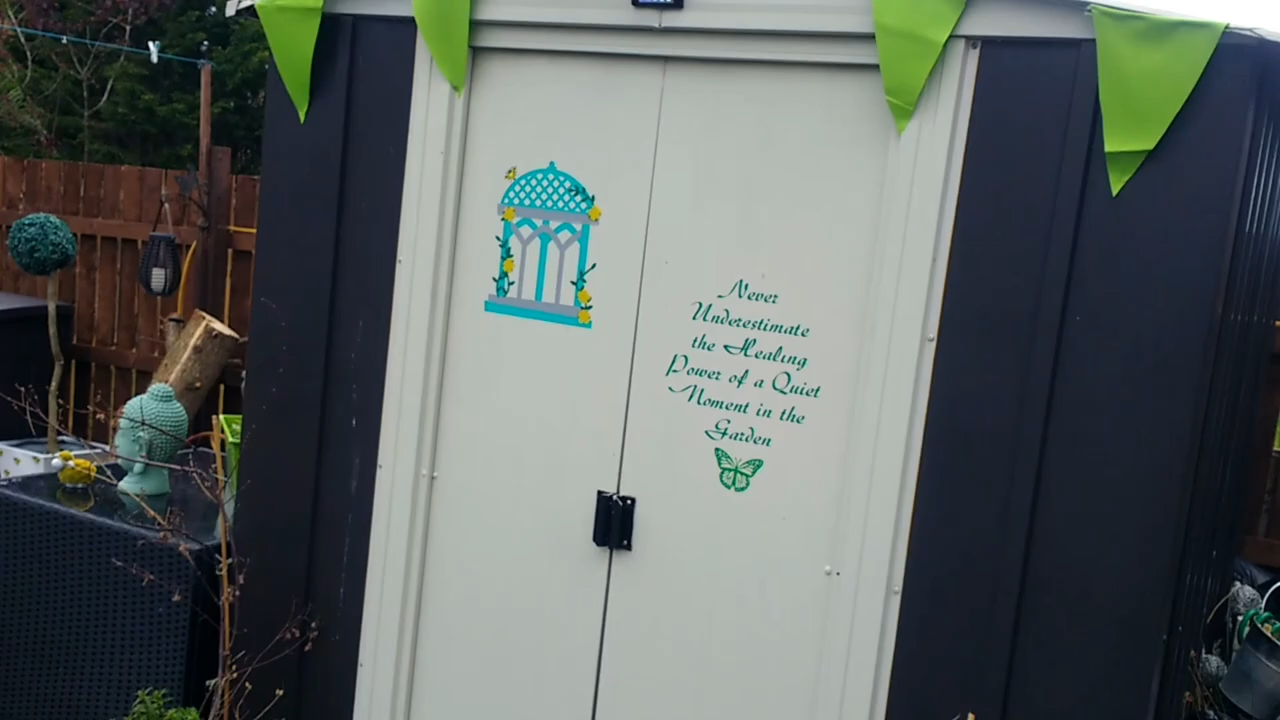 Never
Underestimate
the Healing
Power of a Quiet
Moment in the
Garden